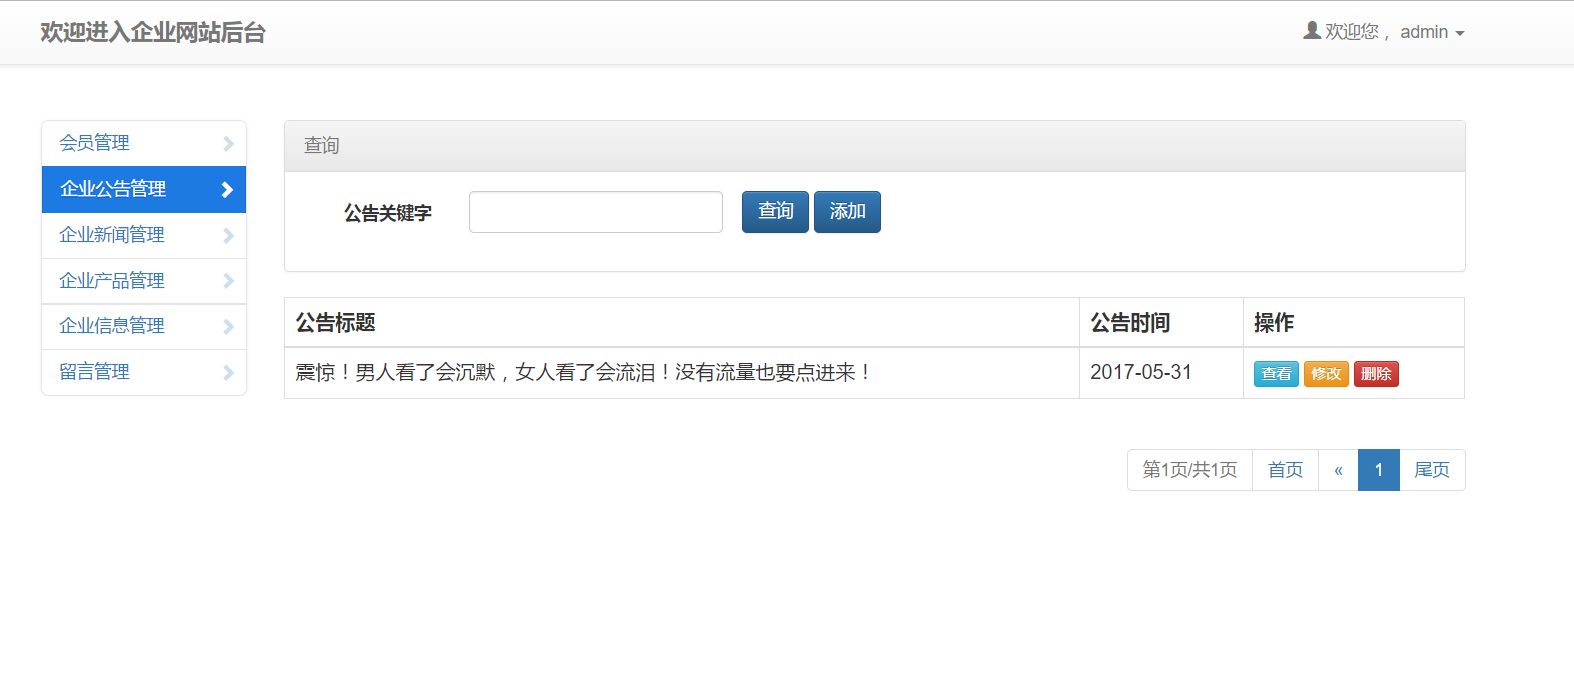 欢迎进入企业网站后台
欢迎您， admin
会员管理
企业公告管理
企业新闻管理
企业产品管理
企业信息管理
留言管理
查询
公告关键字 查询 添加
公告标题 公告时间 操作
震惊！男人看了会沉默，女人看了会流泪！没有流量也要点进来！ 2017-05-31 查看 修改 删除
第1页/共1页 首页 « 1 尾页